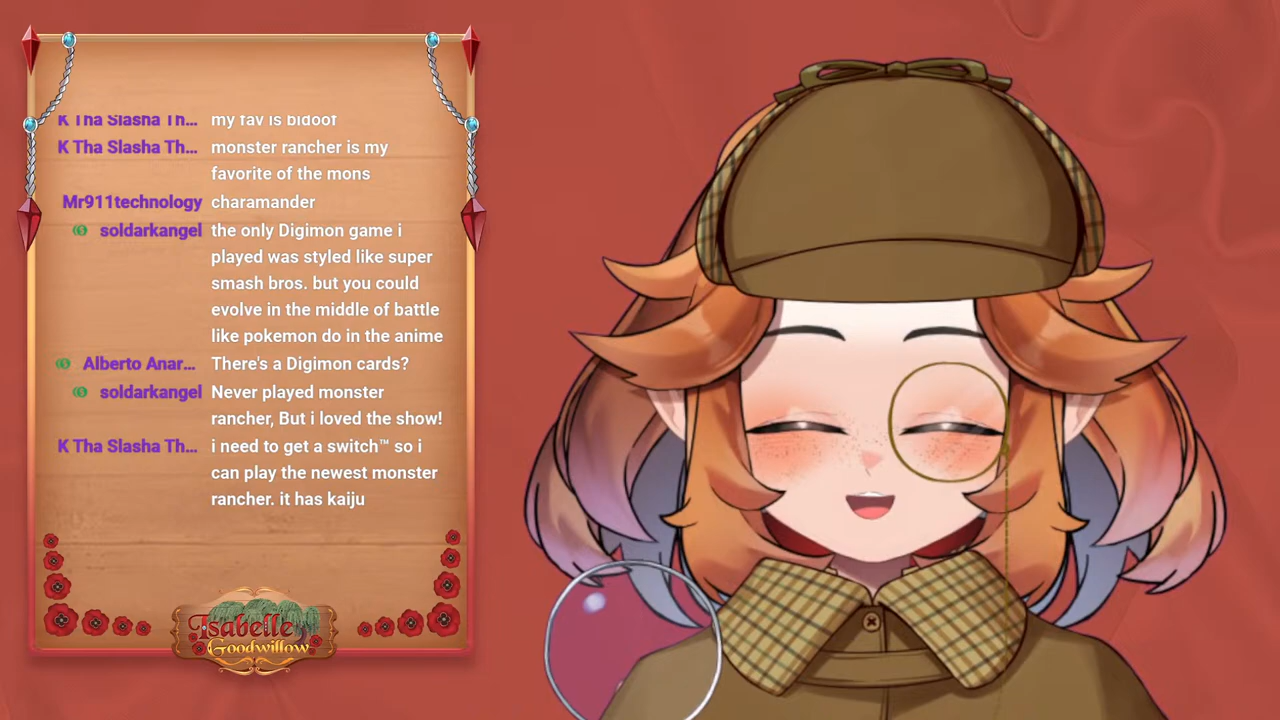 K Tha Slasha Th... my fav is bidoof
K Tha Slasha Th... monster rancher is my
favorite of the mons
Mr911technology charamander
soldarkangel the only Digimon game i
played was styled like super
smash bros. but you could
evolve in the middle of battle
like pokemon do in the anime
Alberto Anar... There's a Digimon cards?
soldarkangel Never played monster
rancher, But i loved the show!
K Tha Slasha Th... i need to get a switch™ so i
can play the newest monster
rancher. it has kaiju
Isabelle
Goodwillow